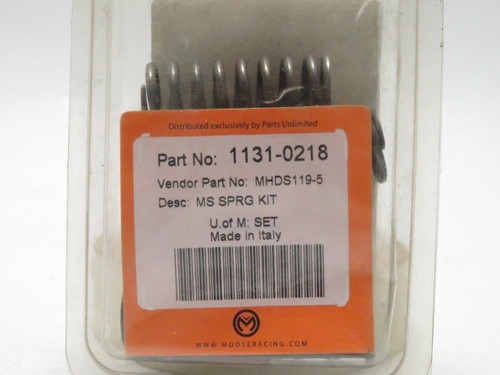 Distributed exclusively by Parts Unlimited
Part No: 1131-0218
Vendor Part No: MHDS119-5
Desc: MS SPRG KIT
U.of M: SET
Made in Italy
WWW.MOOSERACING.COM